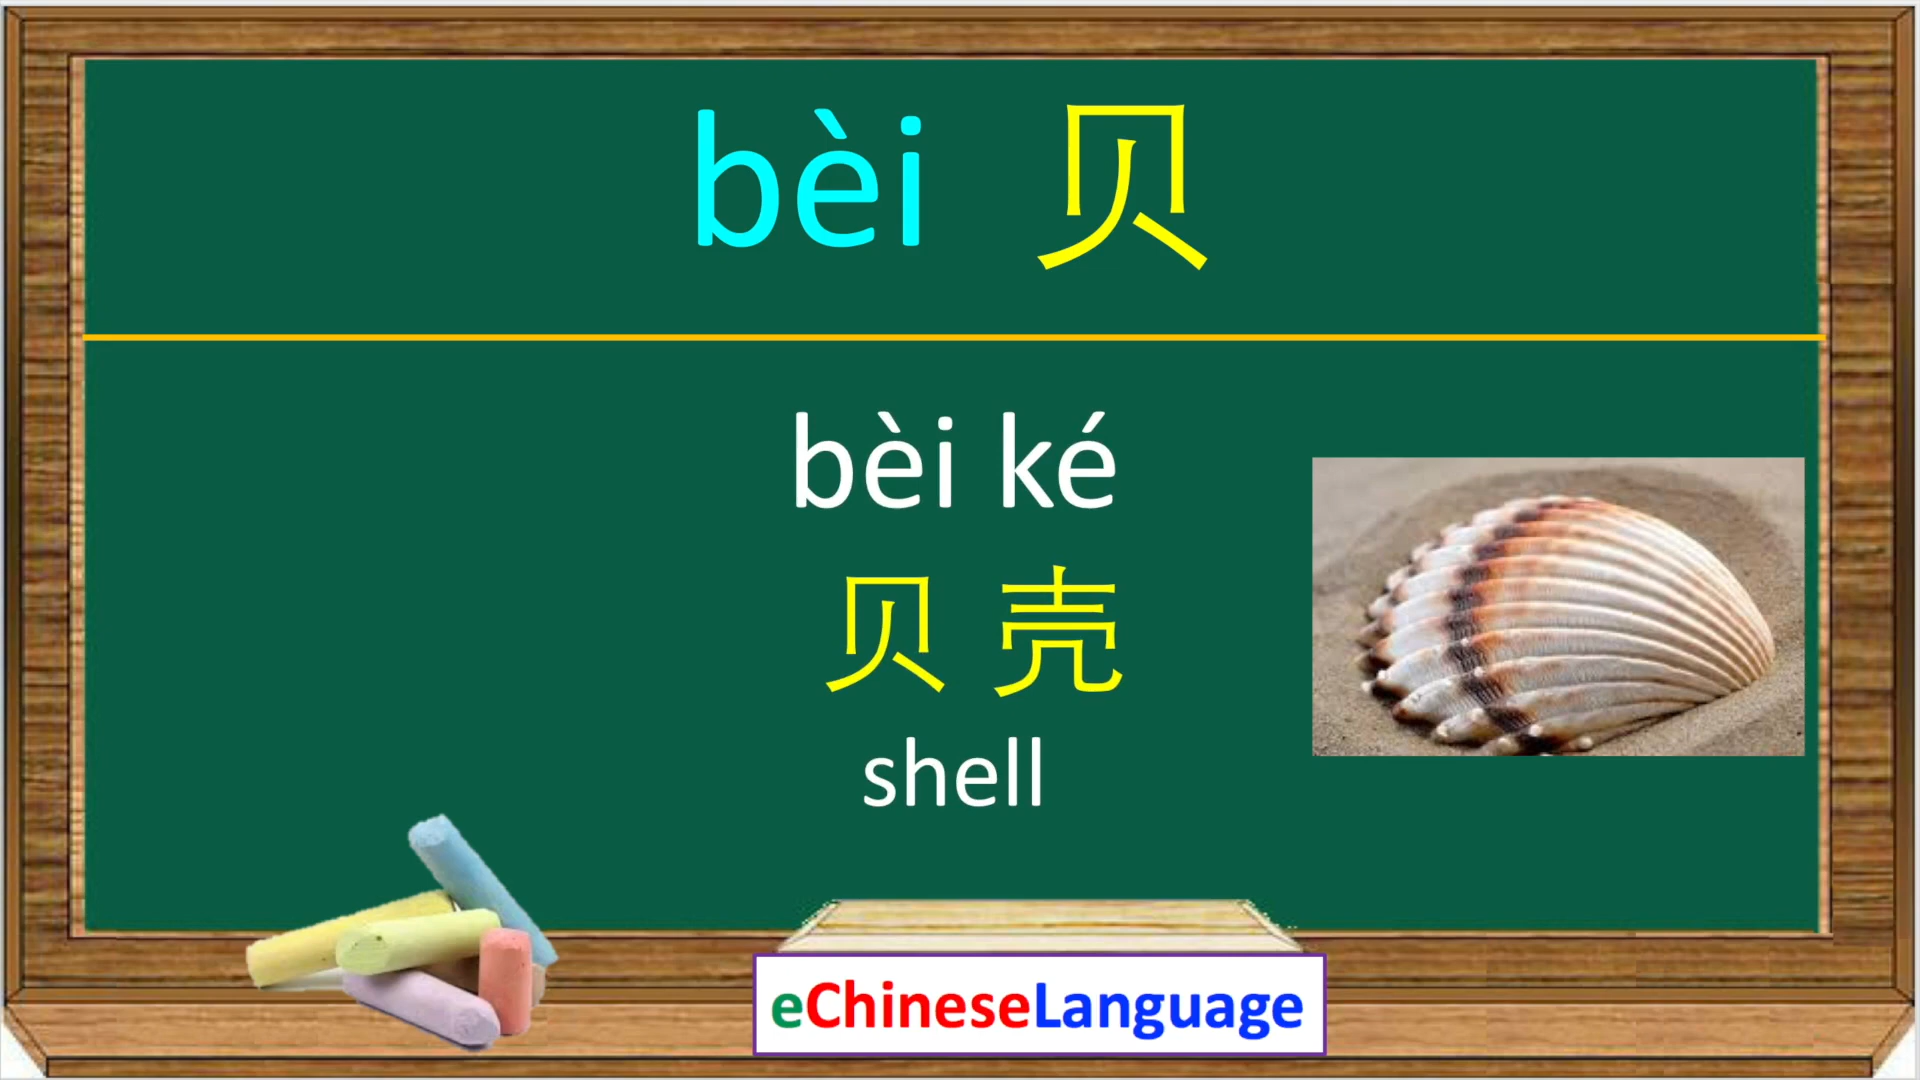 bèi 贝
bèi ké
贝 壳
shell
eChineseLanguage